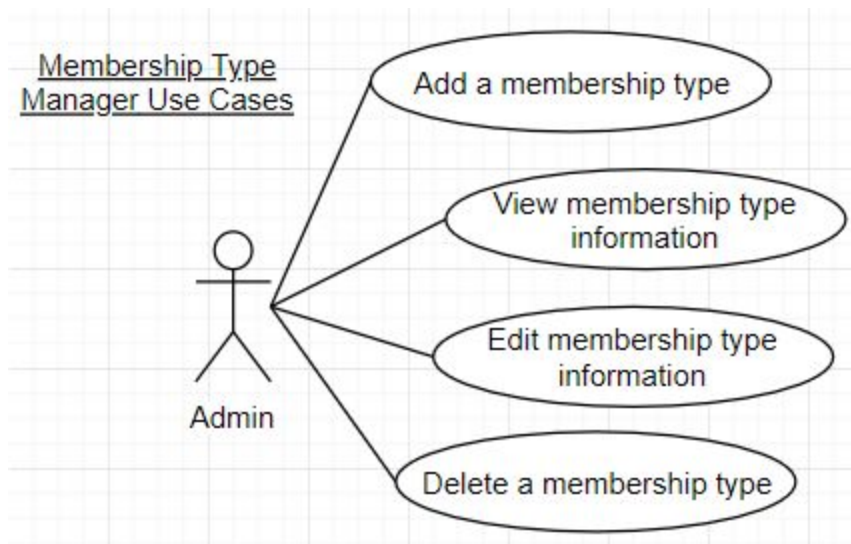 Membership Type
Manager Use Cases
Add a membership type
View membership type
information
Edit membership type
information
Admin
Delete a membership type